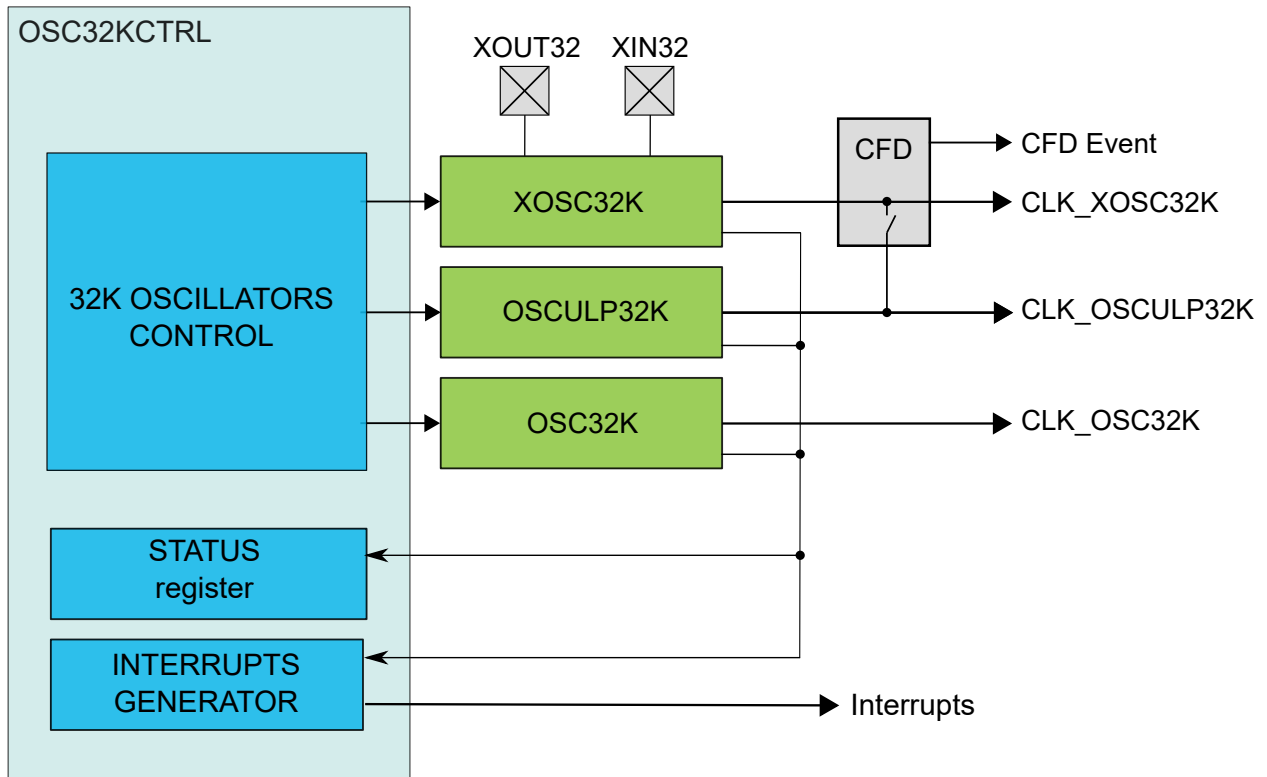 OSC32KCTRL
XOUT32
XIN32
CFD
CFD Event
XOSC32K
CLK_XOSC32K
32K OSCILLATORS
CONTROL
OSCULP32K
CLK_OSCULP32K
OSC32K
CLK_OSC32K
STATUS
register
INTERRUPTS
GENERATOR
Interrupts